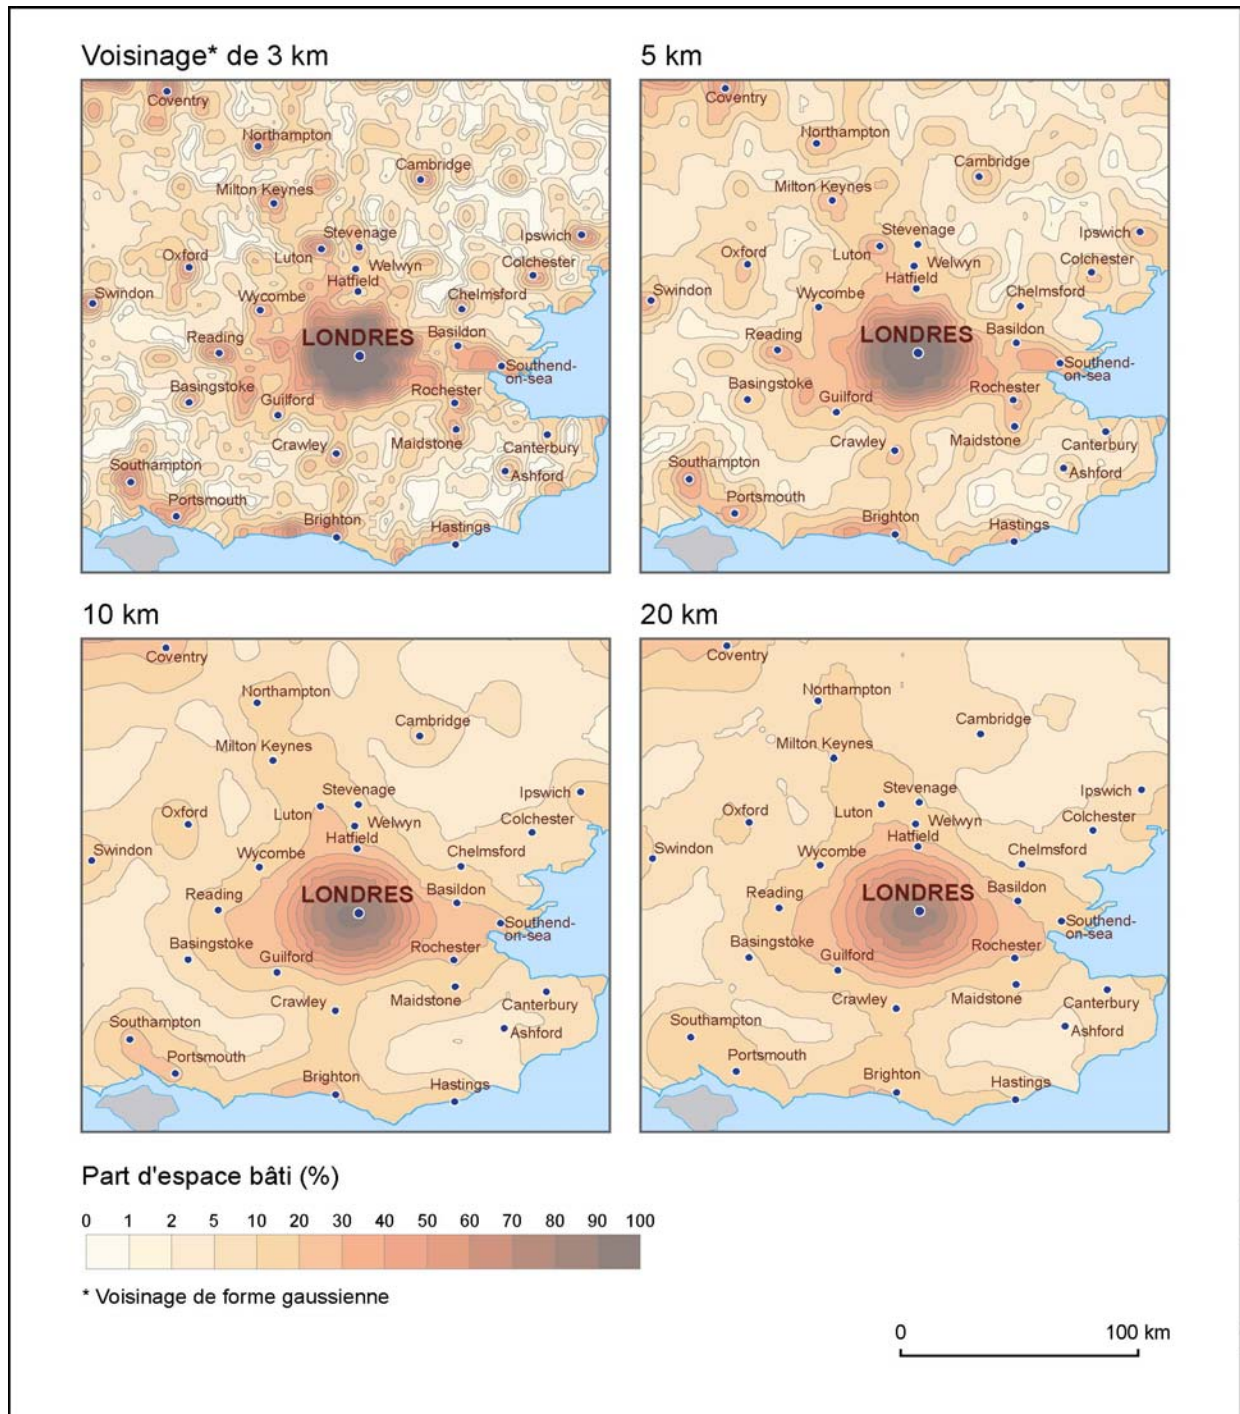 Voisinage* de 3 km
Coventry
Northampton
Cambridge
Milton Keynes
Stevenage
Ipswich
Oxford
Luton
Welwyn
Colchester
Hatfield
Swindon
Wycombe
Chelmsford
Reading
LONDRES
Basildon
Southend-
on-sea
Basingstoke
Guilford
Rochester
Crawley
Maidstone
Canterbury
Southampton
Ashford
Portsmouth
Brighton
Hastings
5 km
Coventry
Northampton
Cambridge
Milton Keynes
Stevenage
Ipswich
Oxford
Luton
Welwyn
Colchester
Hatfield
Swindon
Wycombe
Chelmsford
Reading
LONDRES
Basildon
Southend-
on-sea
Basingstoke
Guilford
Rochester
Crawley
Maidstone
Canterbury
Southampton
Ashford
Portsmouth
Brighton
Hastings
10 km
Coventry
Northampton
Cambridge
Milton Keynes
Stevenage
Ipswich
Oxford
Luton
Welwyn
Colchester
Hatfield
Swindon
Wycombe
Chelmsford
Reading
LONDRES
Basildon
Southend-
on-sea
Basingstoke
Guilford
Rochester
Crawley
Maidstone
Canterbury
Southampton
Ashford
Portsmouth
Brighton
Hastings
20 km
Coventry
Northampton
Cambridge
Milton Keynes
Stevenage
Ipswich
Oxford
Luton
Welwyn
Colchester
Hatfield
Swindon
Wycombe
Chelmsford
Reading
LONDRES
Basildon
Southend-
on-sea
Basingstoke
Guilford
Rochester
Crawley
Maidstone
Canterbury
Southampton
Ashford
Portsmouth
Brighton
Hastings
Part d'espace bâti (%)
0 1 2 5 10 20 30 40 50 60 70 80 90 100
* Voisinage de forme gaussienne
0 100 km